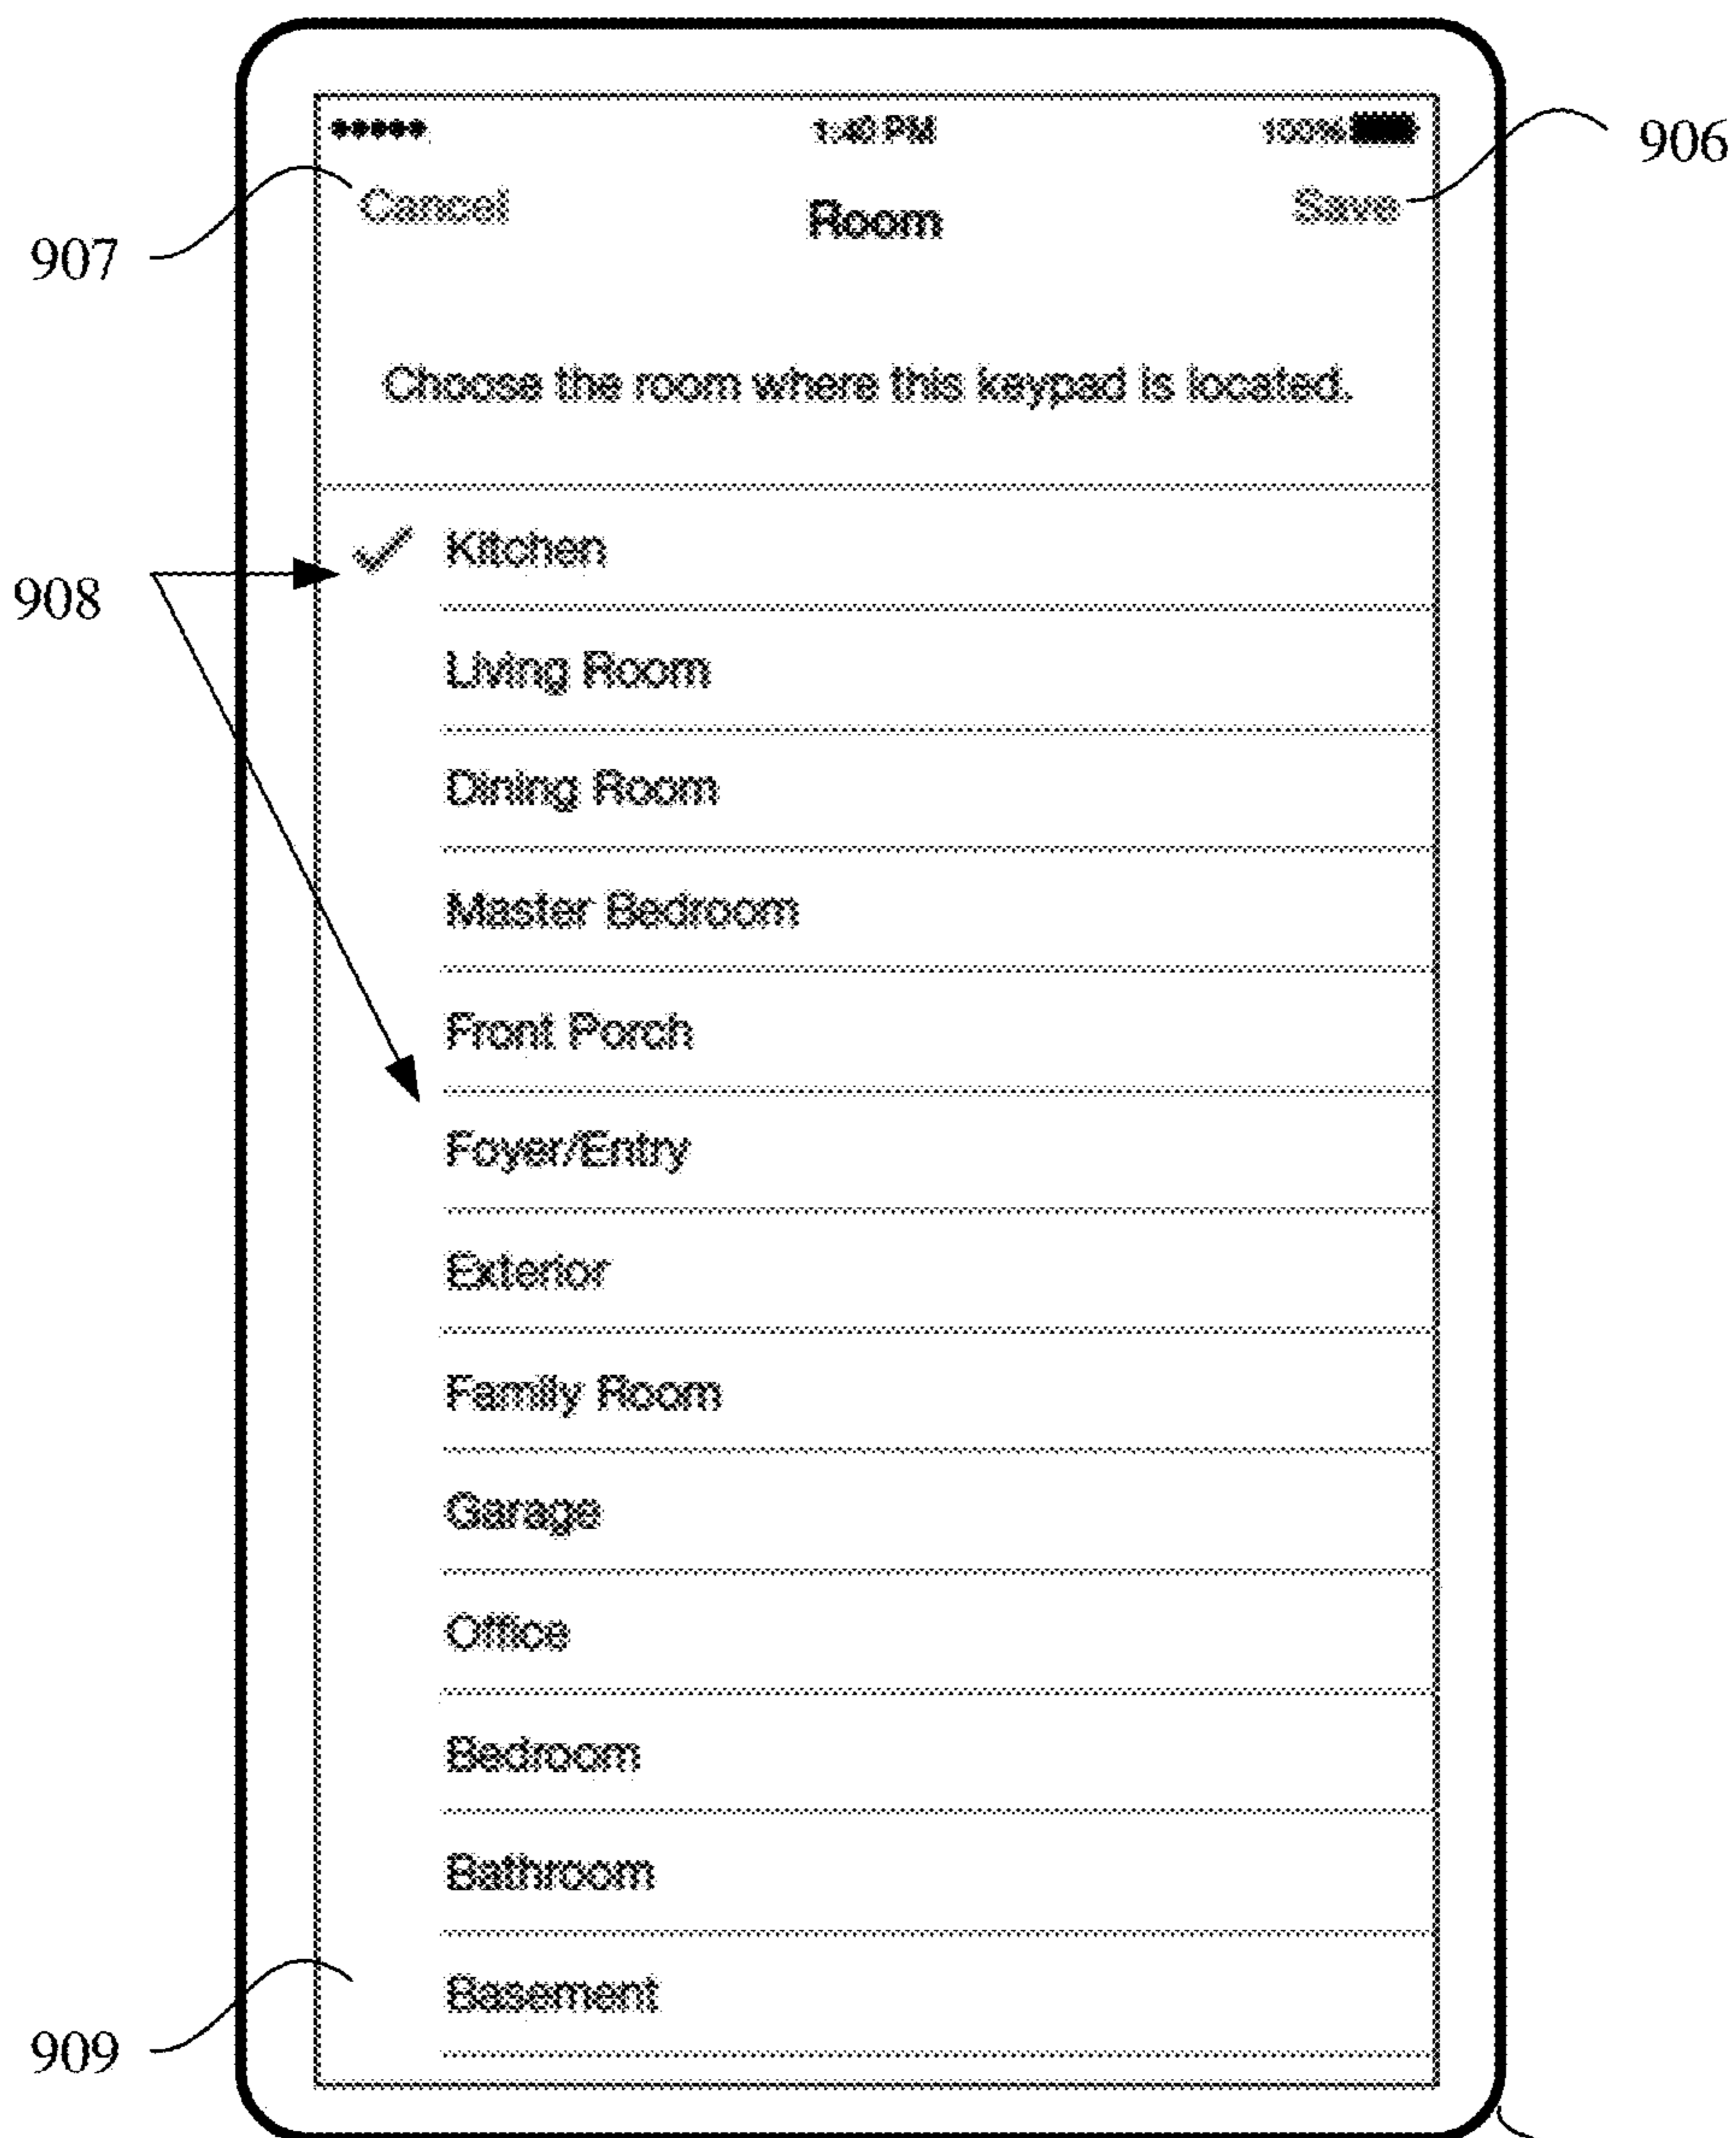 1:40 PM 100%
906
Cancel Room Save
907
Choose the room where this keypad is located.
Kitchen
908
Living Room
Dining Room
Master Bedroom
Front Porch
Foyer/Entry
Exterior
Family Room
Garage
Office
Bedroom
Bathroom
Basement
909